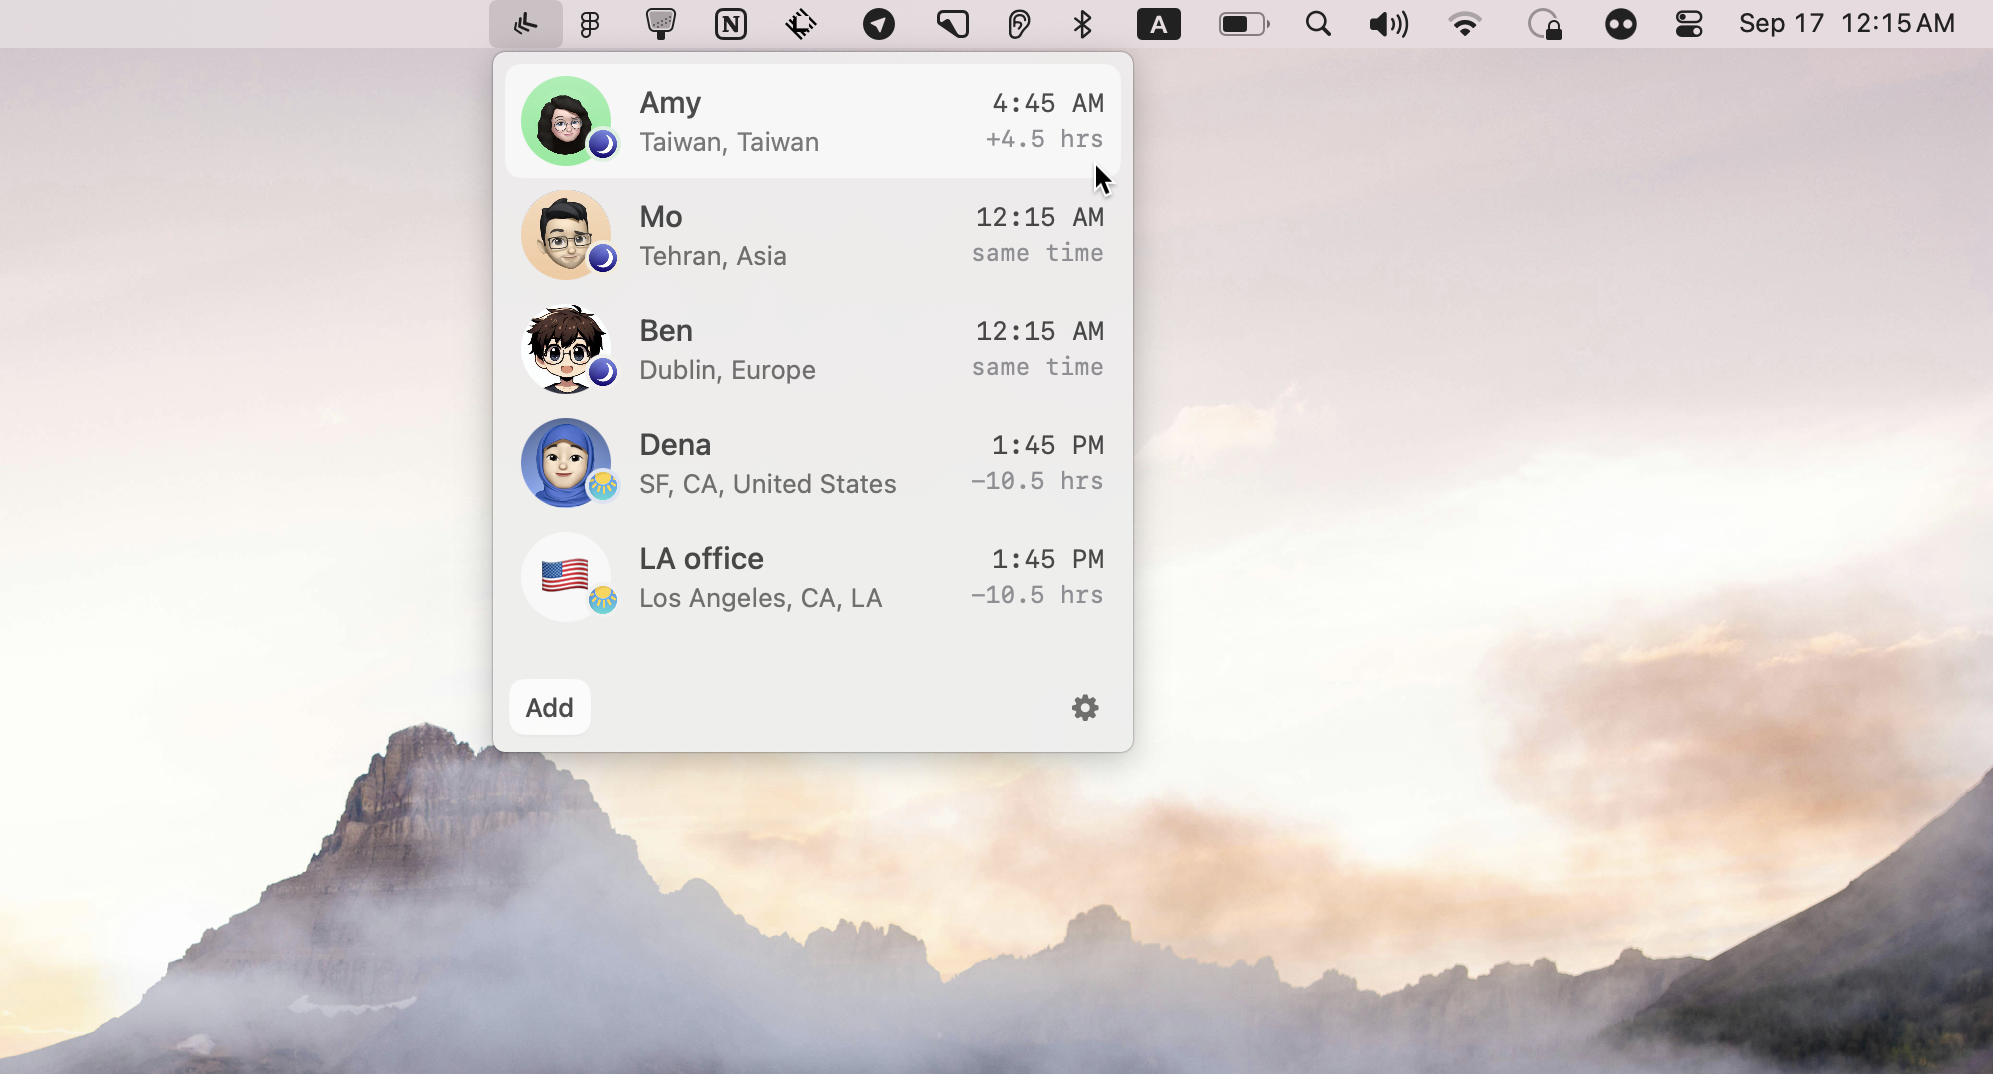 N
A
Sep 17 12:15 AM
Amy
4:45 AM
Taiwan, Taiwan
+4.5 hrs
Mo
12:15 AM
Tehran, Asia
same time
Ben
12:15 AM
Dublin, Europe
same time
Dena
1:45 PM
SF, CA, United States
−10.5 hrs
LA office
1:45 PM
Los Angeles, CA, LA
−10.5 hrs
Add